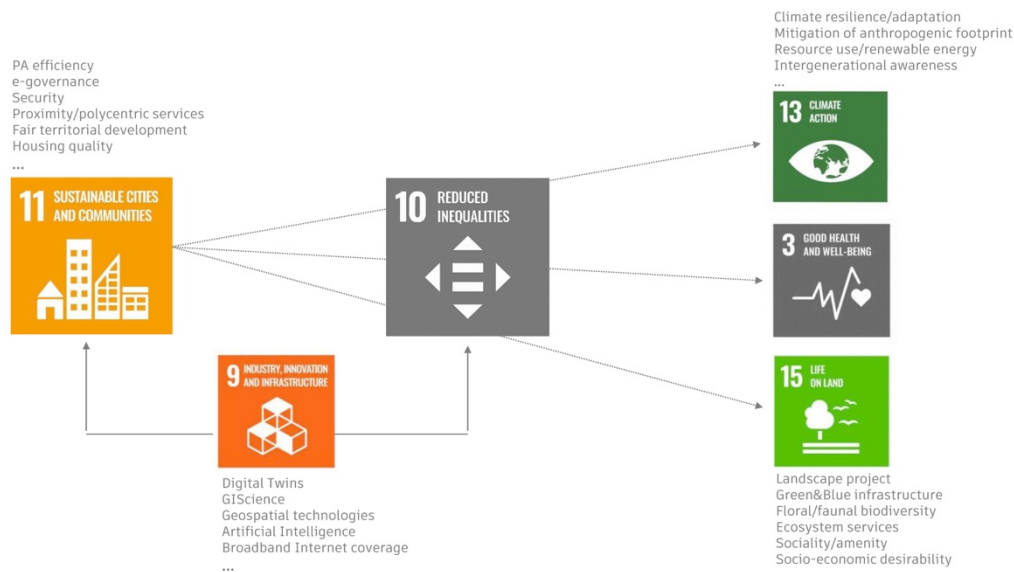 Climate resilience/adaptation
Mitigation of anthropogenic footprint
Resource use/renewable energy
Intergenerational awareness
...
PA efficiency
e-governance
Security
Proximity/polycentric services
Fair territorial development
Housing quality
...
13 CLIMATE
ACTION
11 SUSTAINABLE CITIES
AND COMMUNITIES
10 REDUCED
INEQUALITIES
3 GOOD HEALTH
AND WELL-BEING
9 INDUSTRY, INNOVATION
AND INFRASTRUCTURE
15 LIFE
ON LAND
Digital Twins
GIScience
Geospatial technologies
Artificial Intelligence
Broadband Internet coverage
...
Landscape project
Green&Blue infrastructure
Floral/faunal biodiversity
Ecosystem services
Sociality/amenity
Socio-economic desirability